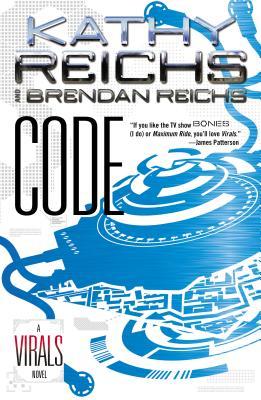 KATHY
REICHS
AND BRENDAN REICHS
CODE
"If you like the TV show BONES
(I do) or Maximum Ride, you'll love Virals."
—James Patterson
A
VIRALS
NOVEL